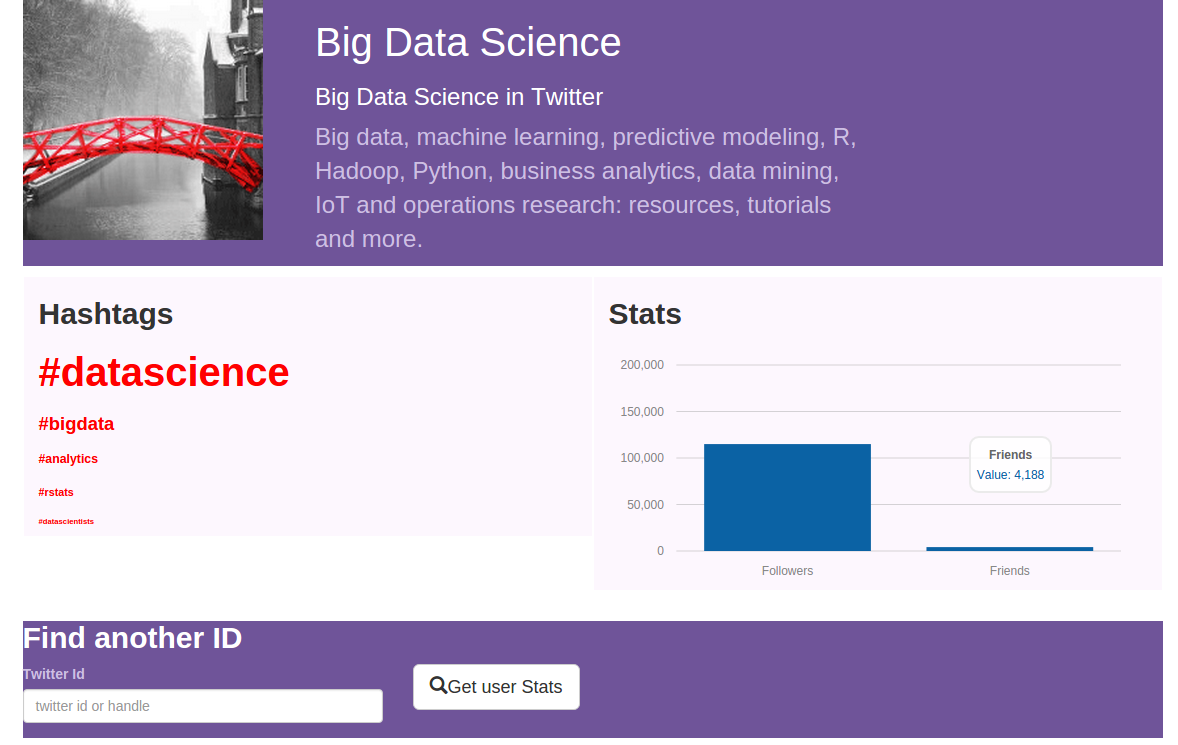 Big Data Science
Big Data Science in Twitter
Big data, machine learning, predictive modeling, R,
Hadoop, Python, business analytics, data mining,
IoT and operations research: resources, tutorials
and more.
Hashtags
#datascience
#bigdata
#analytics
#rstats
#datascientists
Stats
200,000
150,000
100,000
50,000
0
Friends
Value: 4,188
Followers
Friends
Find another ID
Twitter Id
twitter id or handle
Get user Stats